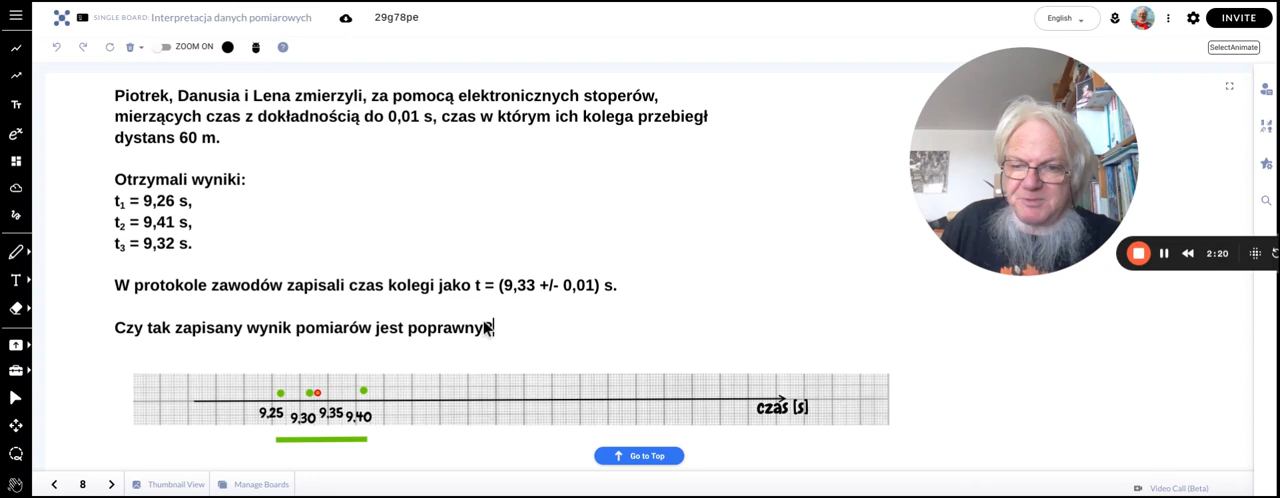 SINGLE BOARD: Interpretacja danych pomiarowych 29g78pe English INVITE
ZOOM ON SelectAnimate
Piotrek, Danusia i Lena zmierzyli, za pomocą elektronicznych stoperów,
mierzących czas z dokładnością do 0,01 s, czas w którym ich kolega przebiegł
dystans 60 m.
Otrzymali wyniki:
t₁ = 9,26 s,
t₂ = 9,41 s,
t₃ = 9,32 s.
2:20
W protokole zawodów zapisali czas kolegi jako t = (9,33 +/- 0,01) s.
Czy tak zapisany wynik pomiarów jest poprawny
9,25 9,30 9,35 9,40 czas [s]
Go to Top
8 Thumbnail View Manage Boards Video Call (Beta)